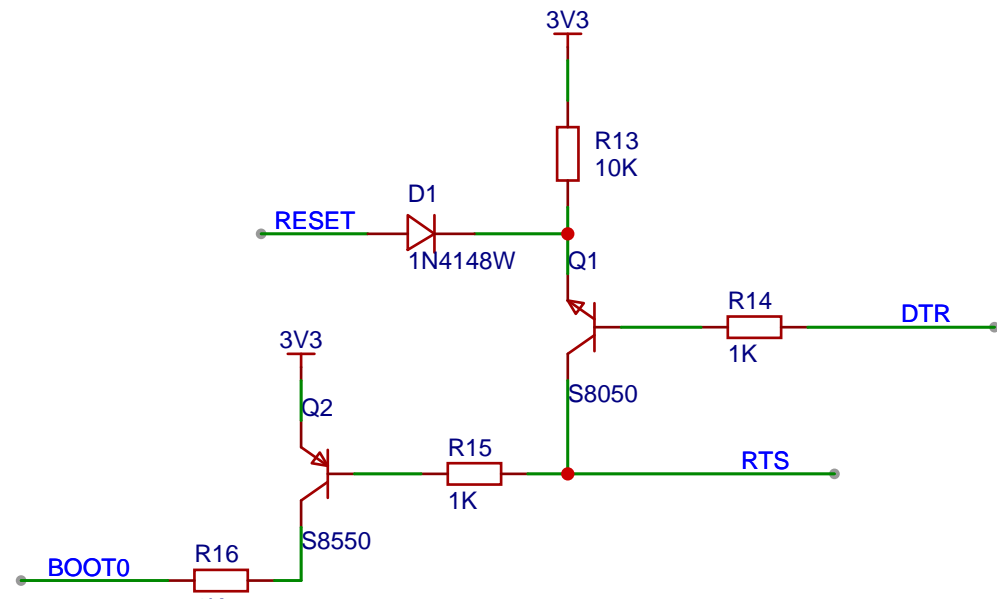 3V3
R13
10K
D1
RESET
1N4148W
Q1
R14
DTR
1K
3V3
S8050
Q2
R15
RTS
1K
S8550
R16
BOOT0